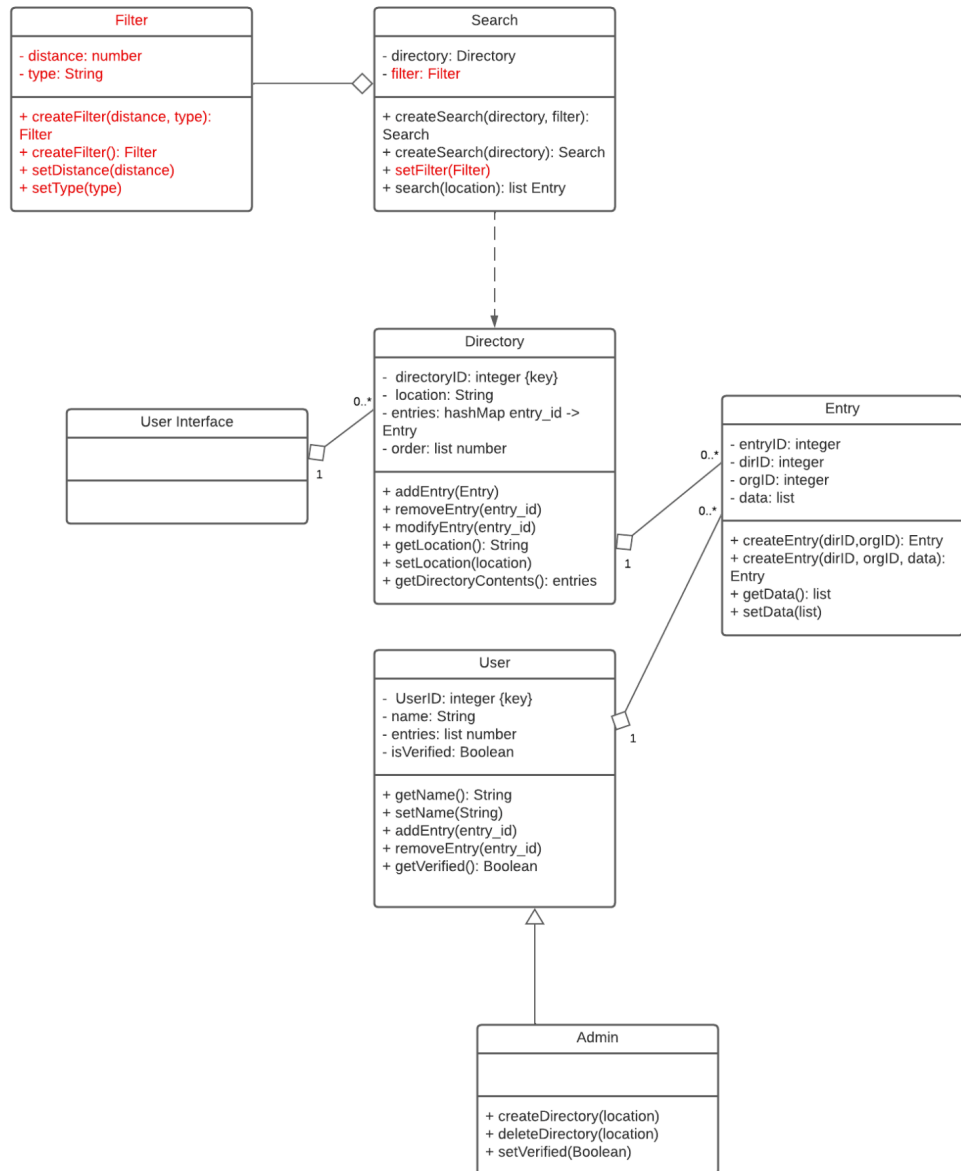 Filter
- distance: number
- type: String
+ createFilter(distance, type):
Filter
+ createFilter(): Filter
+ setDistance(distance)
+ setType(type)
Search
- directory: Directory
- filter: Filter
+ createSearch(directory, filter):
Search
+ createSearch(directory): Search
+ setFilter(Filter)
+ search(location): list Entry
User Interface
1
0..*
Directory
- directoryID: integer {key}
- location: String
- entries: hashMap entry_id ->
Entry
- order: list number
+ addEntry(Entry)
+ removeEntry(entry_id)
+ modifyEntry(entry_id)
+ getLocation(): String
+ setLocation(location)
+ getDirectoryContents(): entries
1
0..*
0..*
Entry
- entryID: integer
- dirID: integer
- orgID: integer
- data: list
+ createEntry(dirID,orgID): Entry
+ createEntry(dirID, orgID, data):
Entry
+ getData(): list
+ setData(list)
User
- UserID: integer {key}
- name: String
- entries: list number
- isVerified: Boolean
+ getName(): String
+ setName(String)
+ addEntry(entry_id)
+ removeEntry(entry_id)
+ getVerified(): Boolean
1
Admin
+ createDirectory(location)
+ deleteDirectory(location)
+ setVerified(Boolean)